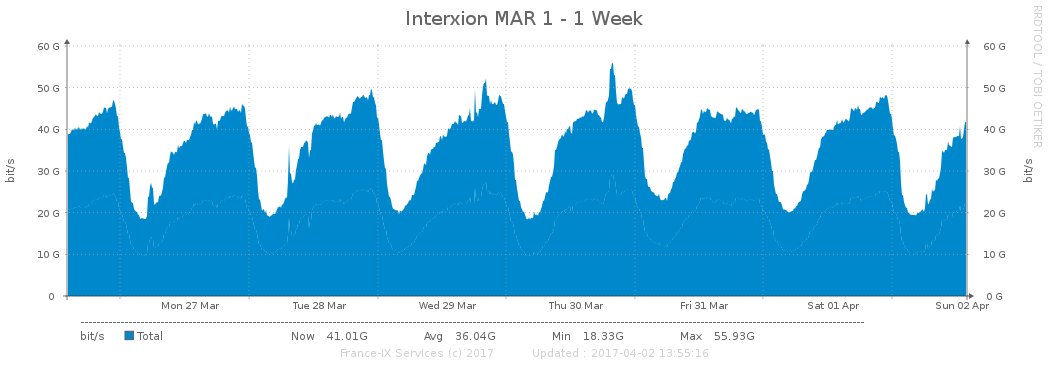 Interxion MAR 1 - 1 Week
RRDTOOL / TOBI OETIKER
bit/s
60 G
50 G
40 G
30 G
20 G
10 G
0
60 G
50 G
40 G
30 G
20 G
10 G
0 G
bit/s
Mon 27 Mar Tue 28 Mar Wed 29 Mar Thu 30 Mar Fri 31 Mar Sat 01 Apr Sun 02 Apr
bit/s Total Now 41.01G Avg 36.04G Min 18.33G Max 55.93G
France-IX Services (c) 2017 Updated : 2017-04-02 13:55:16